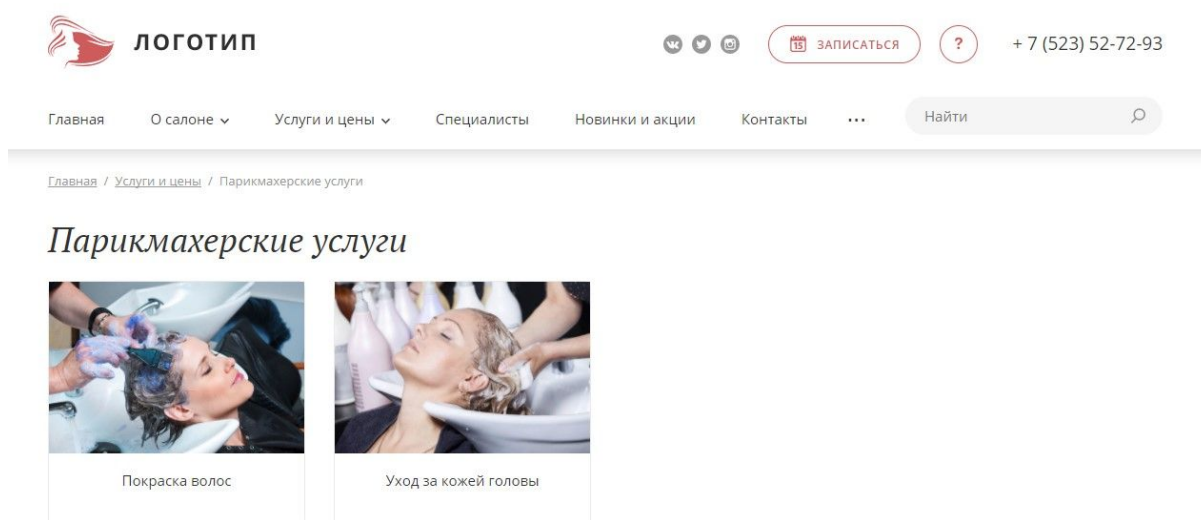 ЛОГОТИП
15 ЗАПИСАТЬСЯ ? + 7 (523) 52-72-93
Главная О салоне Услуги и цены Специалисты Новинки и акции Контакты ... Найти
Главная / Услуги и цены / Парикмахерские услуги
Парикмахерские услуги
Покраска волос Уход за кожей головы